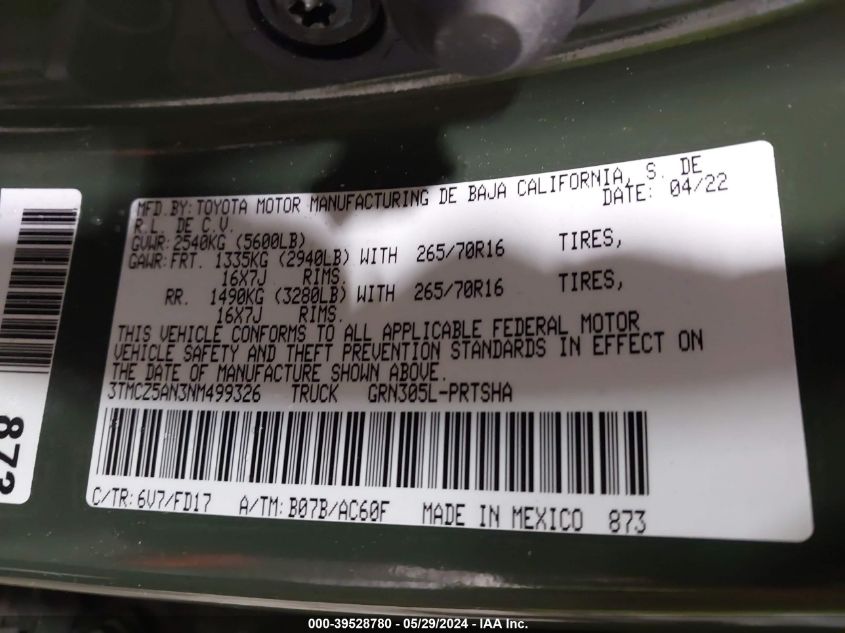 MFD.BY: TOYOTA MOTOR MANUFACTURING DE BAJA CALIFORNIA, S. DE
R.L. DE C.V. DATE: 04/22
GVWR: 2540KG (5600LB)
GAWR: FRT. 1335KG (2940LB) WITH 265/70R16 TIRES,
16X7J RIMS.
RR. 1490KG (3280LB) WITH 265/70R16 TIRES,
16X7J RIMS.
THIS VEHICLE CONFORMS TO ALL APPLICABLE FEDERAL MOTOR
VEHICLE SAFETY AND THEFT PREVENTION STANDARDS IN EFFECT ON
THE DATE OF MANUFACTURE SHOWN ABOVE.
3TMCZ5AN3NM499326 TRUCK GRN305L-PRTSHA
C/TR: 6V7/FD17 A/TM: B07B/AC60F MADE IN MEXICO 873
873
000-39528780 - 05/29/2024 - IAA Inc.